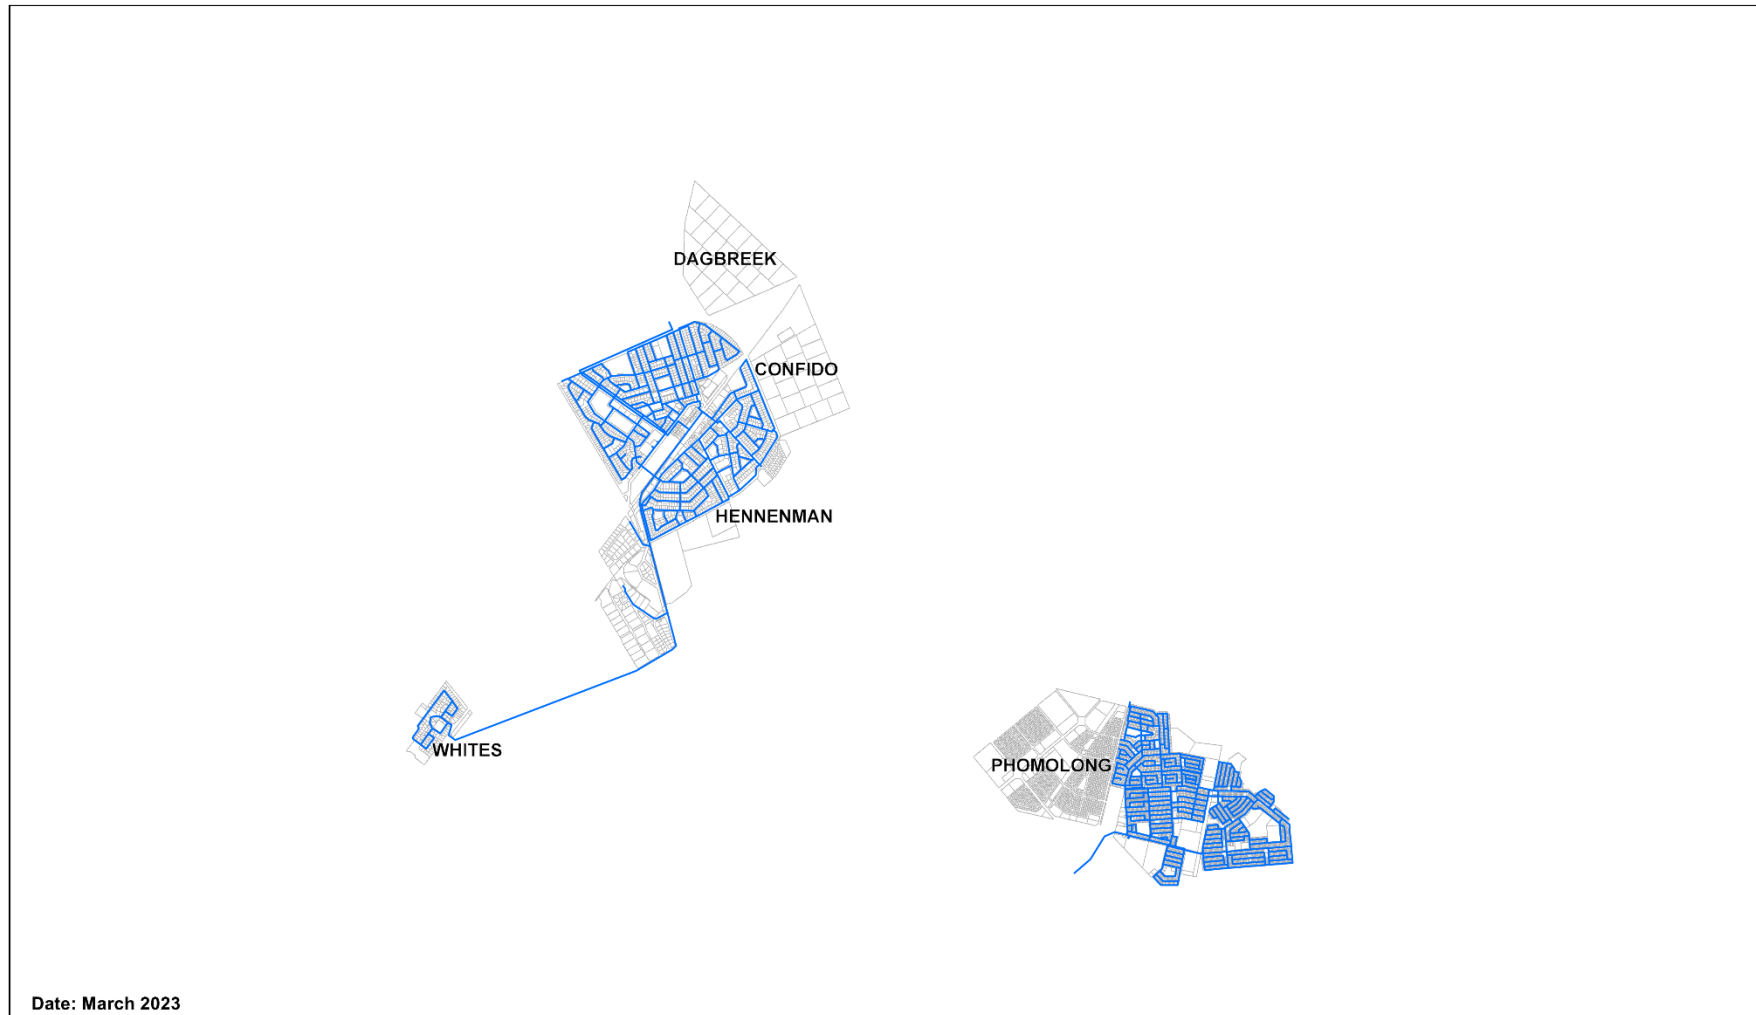 DAGBREEK
CONFIDO
HENNENMAN
WHITES
PHOMOLONG
Date: March 2023